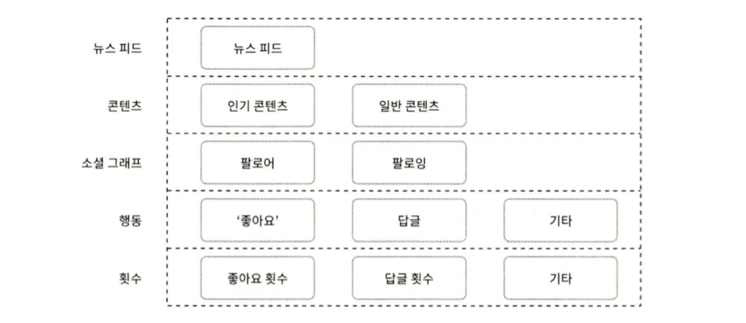 뉴스 피드 뉴스 피드
콘텐츠 인기 콘텐츠 일반 콘텐츠
소셜 그래프 팔로어 팔로잉
행동 '좋아요' 답글 기타
횟수 좋아요 횟수 답글 횟수 기타